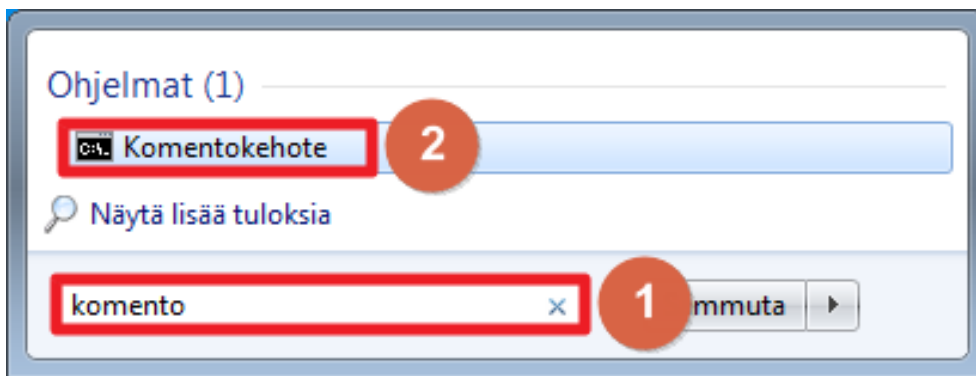 Ohjelmat (1)
Komentokehote 2
Näytä lisää tuloksia
komento 1 mmuta